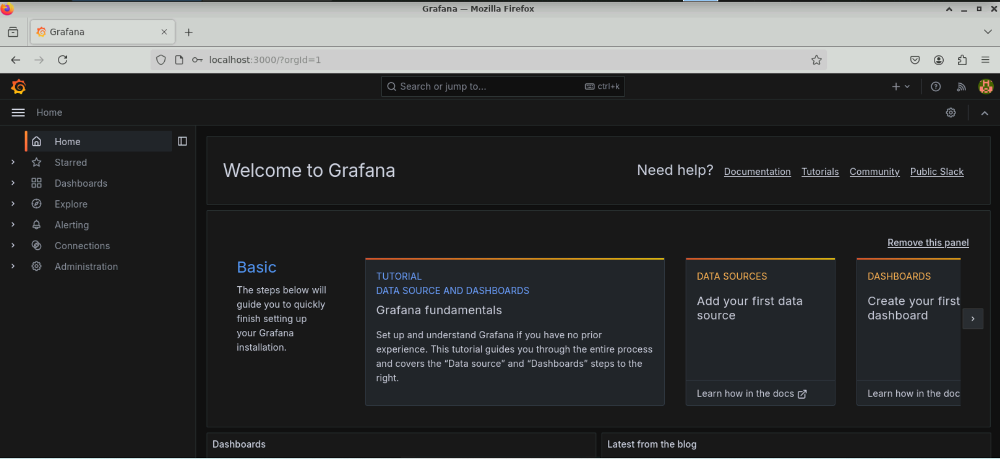 Grafana — Mozilla Firefox
Grafana
localhost:3000/?orgId=1
Search or jump to...
ctrl+k
Home
Home
Starred
Dashboards
Explore
Alerting
Connections
Administration
Welcome to Grafana
Need help?
Documentation
Tutorials
Community
Public Slack
Remove this panel
Basic
The steps below will
guide you to quickly
finish setting up
your Grafana
installation.
TUTORIAL
DATA SOURCE AND DASHBOARDS
Grafana fundamentals
Set up and understand Grafana if you have no prior
experience. This tutorial guides you through the entire process
and covers the “Data source” and “Dashboards” steps to the
right.
DATA SOURCES
Add your first data
source
Learn how in the docs
DASHBOARDS
Create your first
dashboard
Learn how in the doc
Dashboards
Latest from the blog